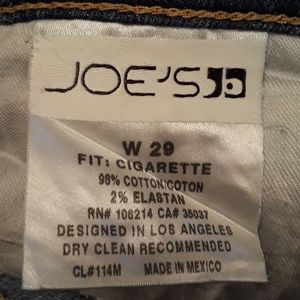 JOE'S
W 29
FIT: CIGARETTE
98% COTTON/COTON
2% ELASTAN
RN# 106214 CA# 35037
DESIGNED IN LOS ANGELES
DRY CLEAN RECOMMENDED
CL#114M MADE IN MEXICO